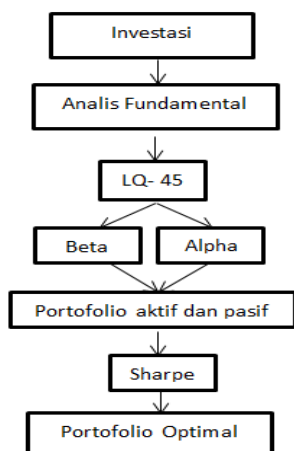 Investasi
Analis Fundamental
LQ- 45
Beta
Alpha
Portofolio aktif dan pasif
Sharpe
Portofolio Optimal